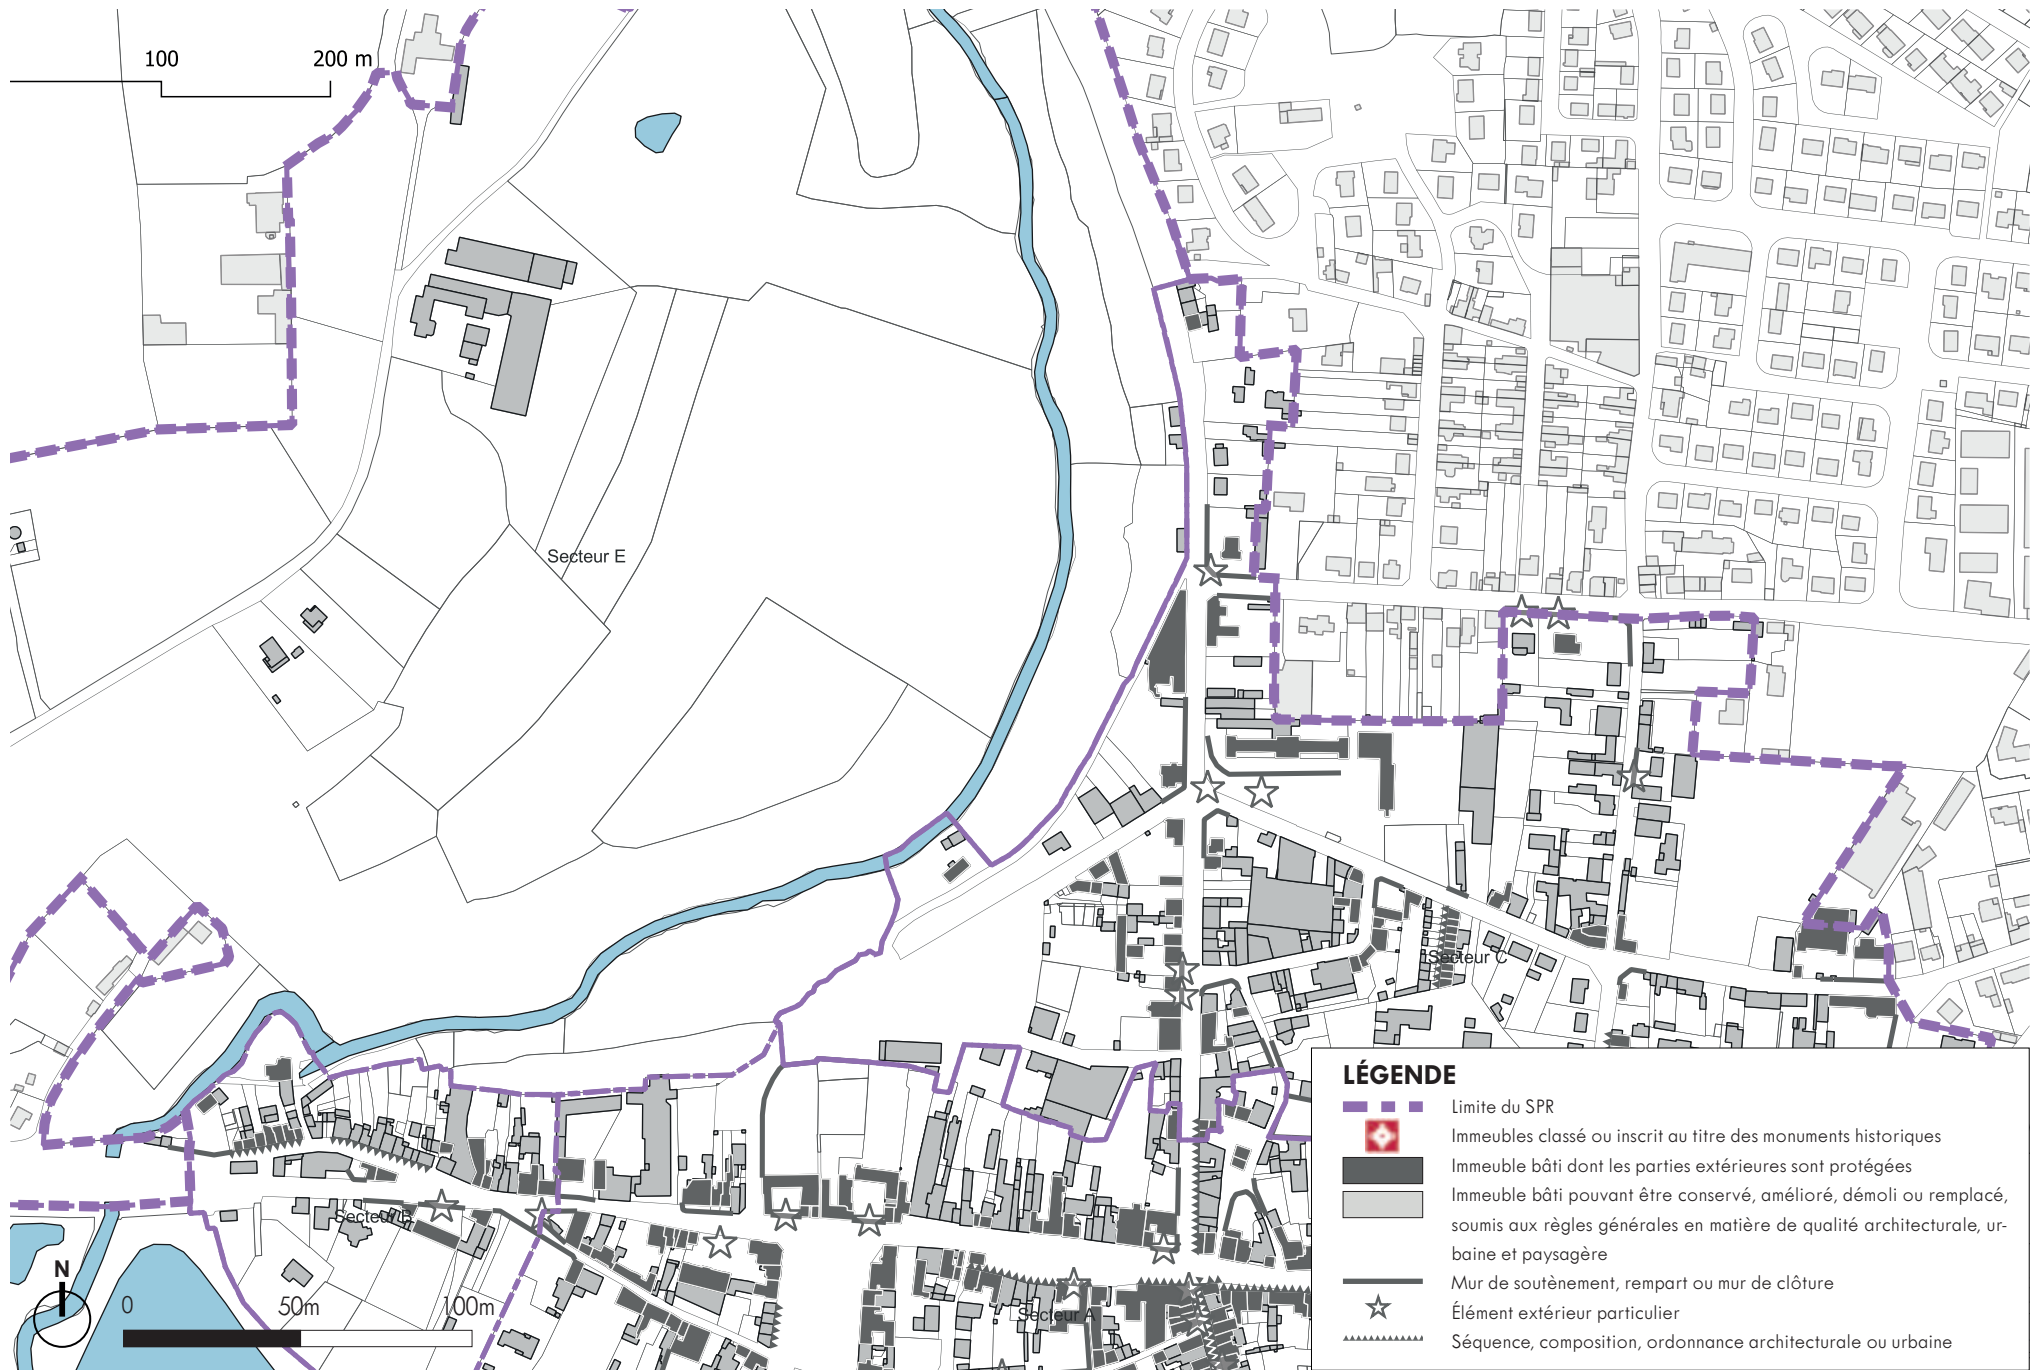 100
200 m
Secteur E
Secteur C
LÉGENDE
Limite du SPR
Immeubles classé ou inscrit au titre des monuments historiques
Immeuble bâti dont les parties extérieures sont protégées
Immeuble bâti pouvant être conservé, amélioré, démoli ou remplacé,
soumis aux règles générales en matière de qualité architecturale, ur-
baine et paysagère
Mur de soutènement, rempart ou mur de clôture
Élément extérieur particulier
Séquence, composition, ordonnance architecturale ou urbaine
Secteur B
N
0
50m
100m
Secteur A